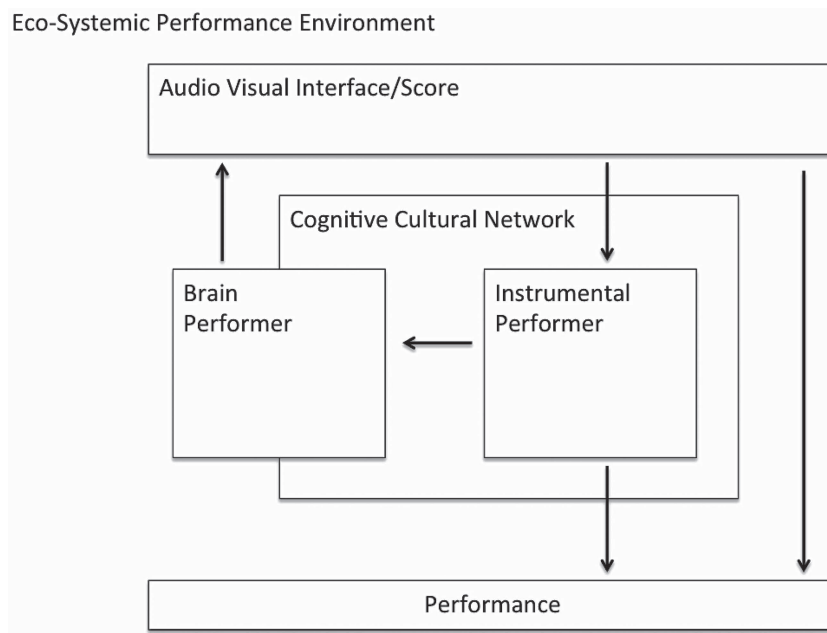 Eco-Systemic Performance Environment
Audio Visual Interface/Score
Cognitive Cultural Network
Brain
Performer
Instrumental
Performer
Performance